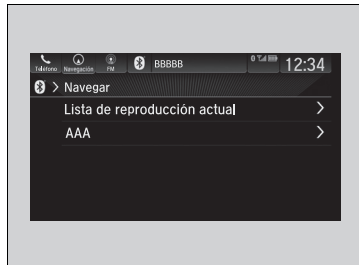 Teléfono Navegación FM BBBBB 12:34
> Navegar
Lista de reproducción actual >
AAA >